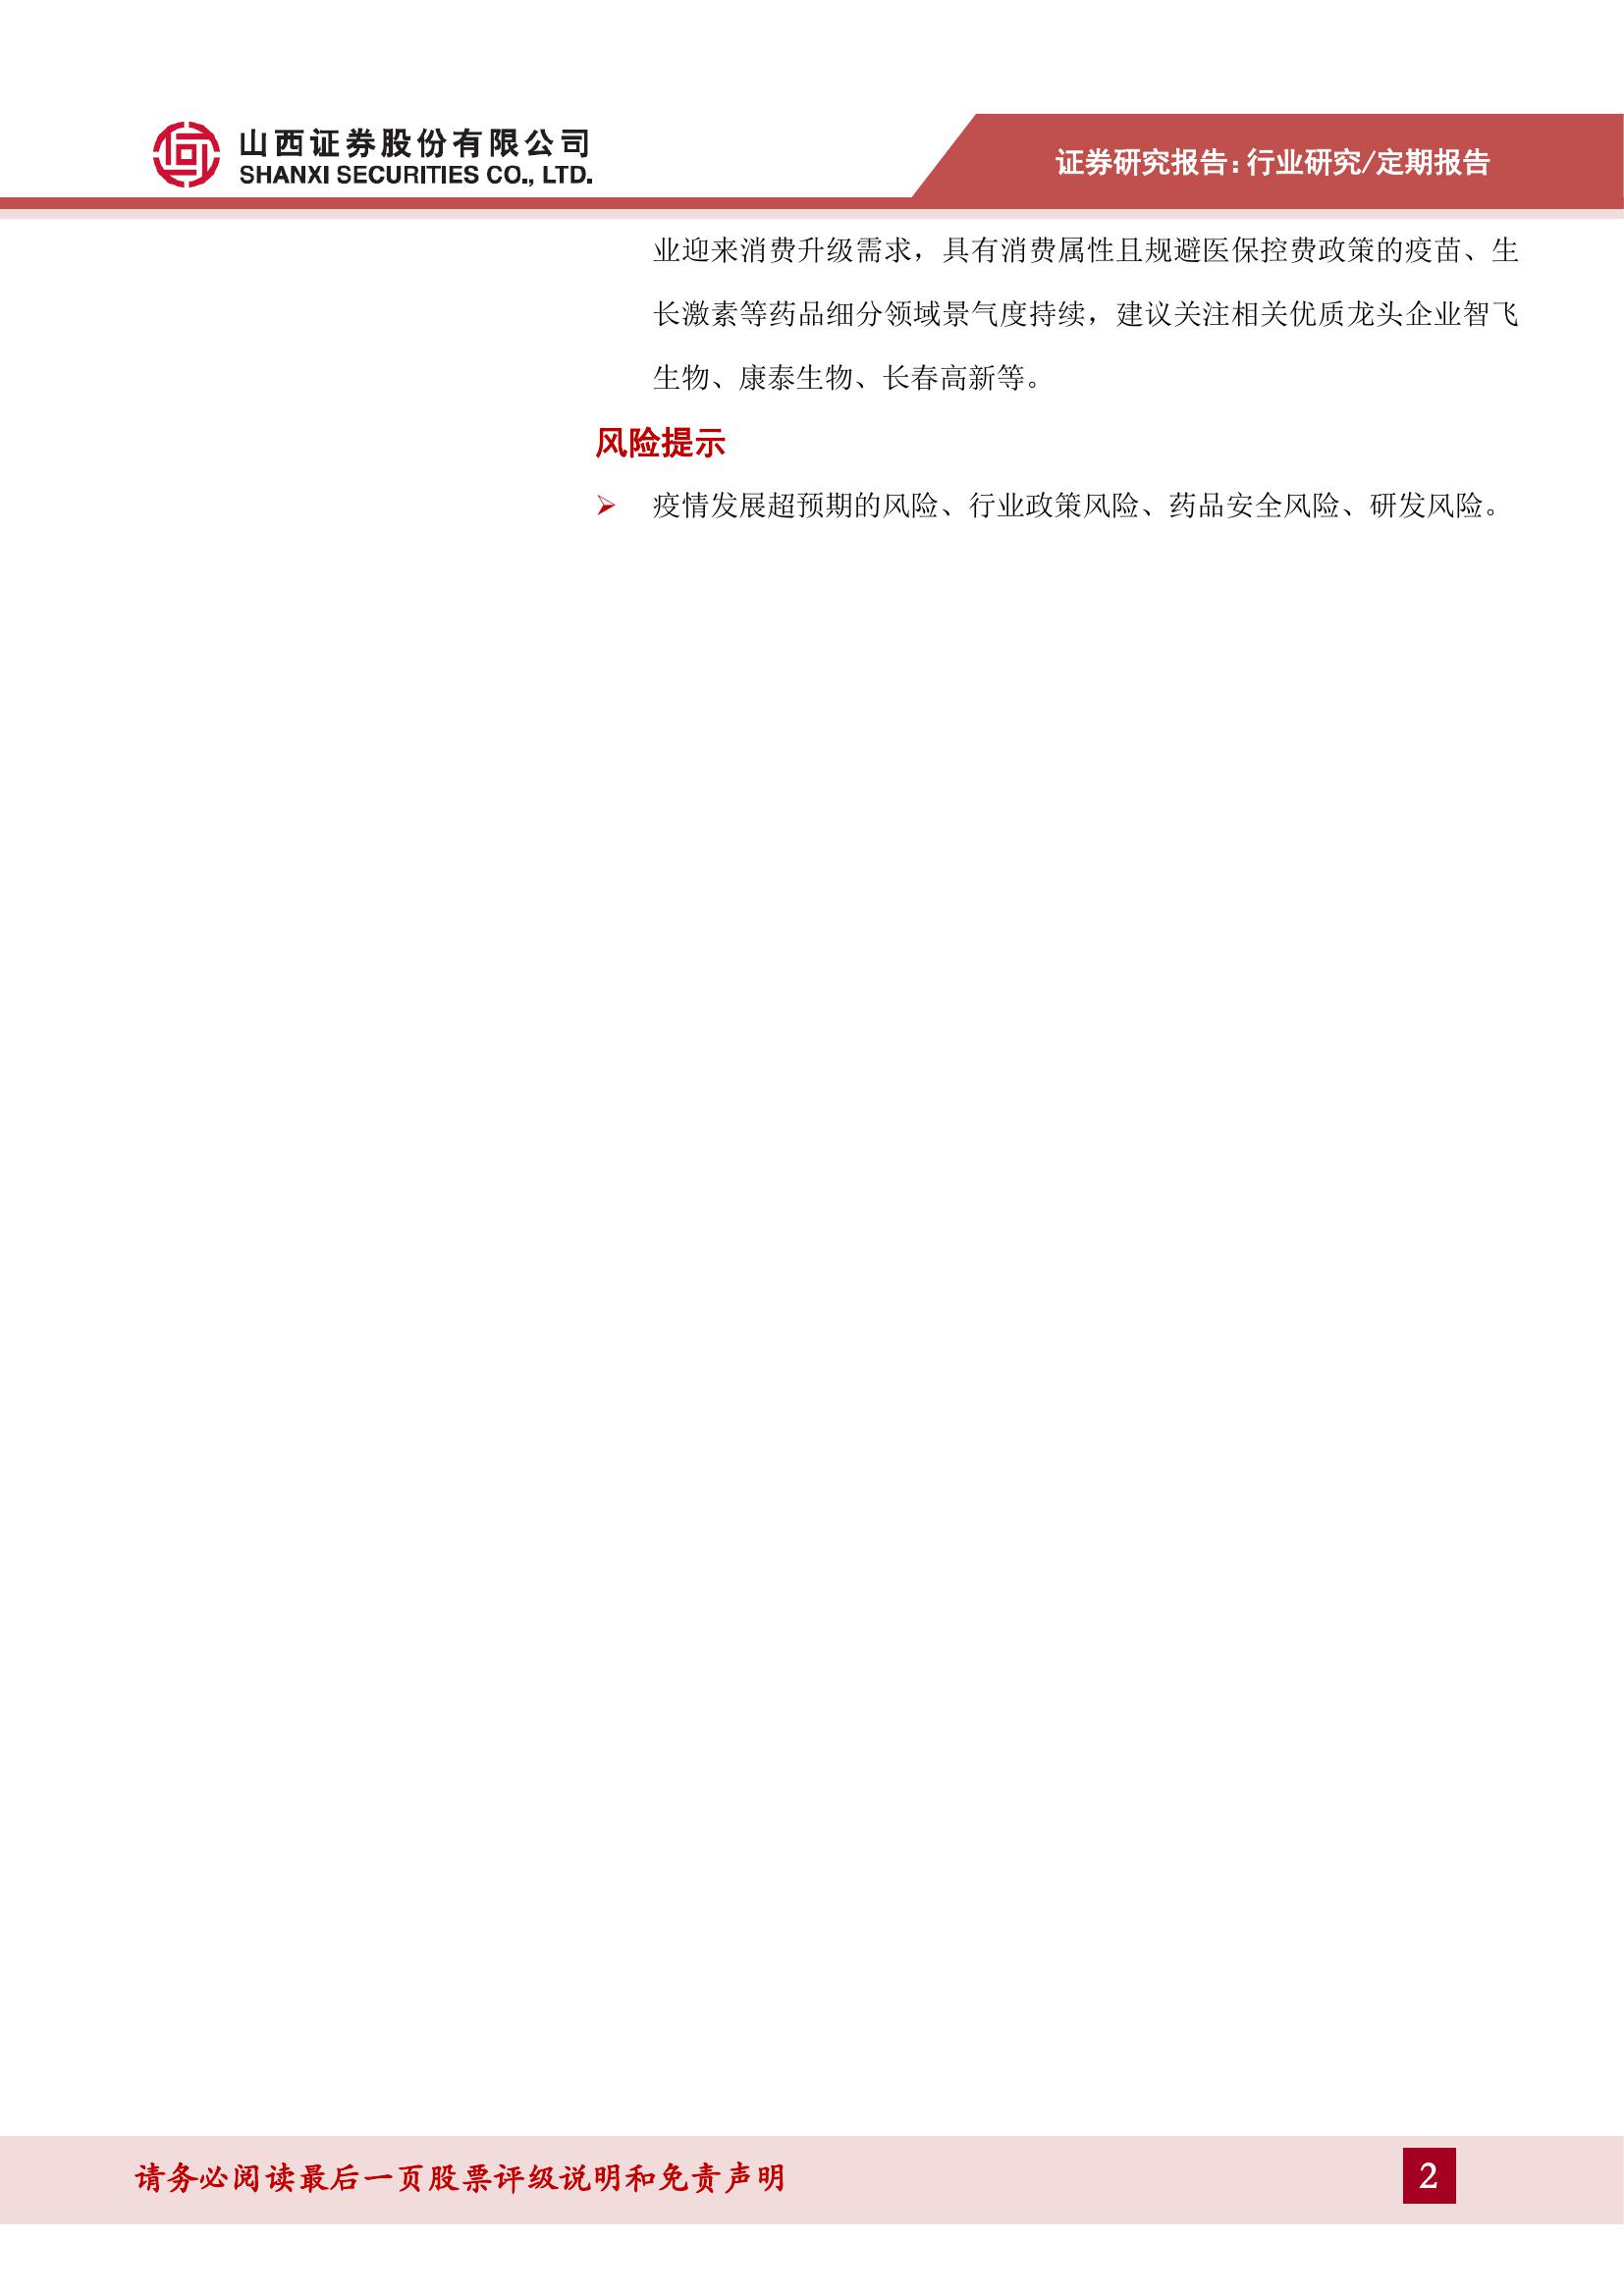 山西证券股份有限公司
SHANXI SECURITIES CO., LTD.
证券研究报告：行业研究/定期报告
业迎来消费升级需求，具有消费属性且规避医保控费政策的疫苗、生
长激素等药品细分领域景气度持续，建议关注相关优质龙头企业智飞
生物、康泰生物、长春高新等。
风险提示
疫情发展超预期的风险、行业政策风险、药品安全风险、研发风险。
请务必阅读最后一页股票评级说明和免责声明
2